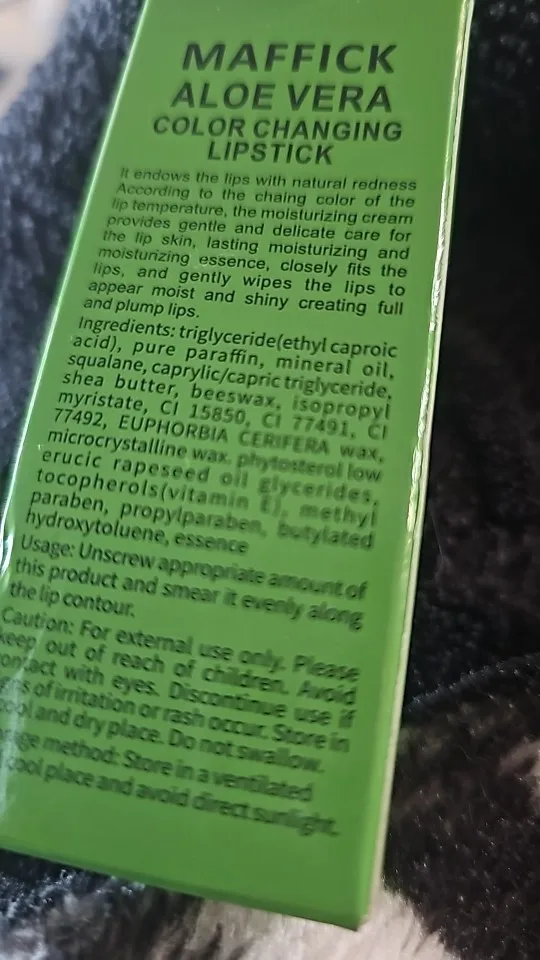 MAFFICK
ALOE VERA
COLOR CHANGING
LIPSTICK
It endows the lips with natural redness
According to the chaing color of the
lip temperature, the moisturizing cream
provides gentle and delicate care for
the lip skin, lasting moisturizing and
moisturizing essence, closely fits the
lips, and gently wipes the lips to
appear moist and shiny creating full
and plump lips.
Ingredients: triglyceride(ethyl caproic
acid), pure paraffin, mineral oil,
squalane, caprylic/capric triglyceride,
shea butter, beeswax, isopropyl
myristate, CI 15850, CI 77491, CI
77492, EUPHORBIA CERIFERA wax,
microcrystalline wax, phytosterol low
erucic rapeseed oil glycerides,
tocopherols(vitamin E), methyl
paraben, propylparaben, butylated
hydroxytoluene, essence
Usage: Unscrew appropriate amount of
this product and smear it evenly along
the lip contour.
Caution: For external use only. Please
keep out of reach of children. Avoid
contact with eyes. Discontinue use if
of irritation or rash occur. Store in
cool and dry place. Do not swallow.
method: Store in a ventilated
cool place and avoid direct sunlight.